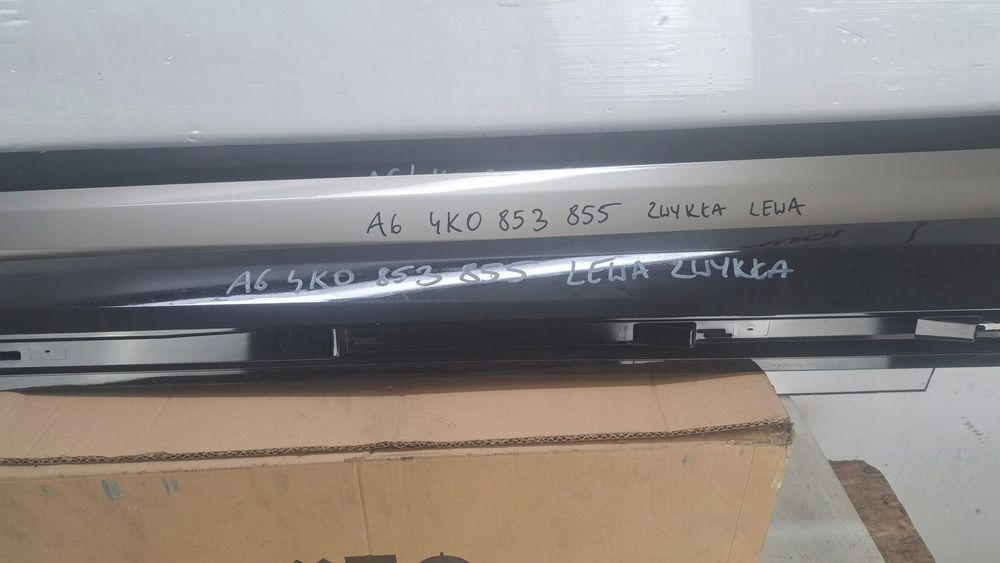 A6 4K0 853 855 ZWYKŁA LEWA
A6 4K0 853 855 LEWA ZWYKŁA